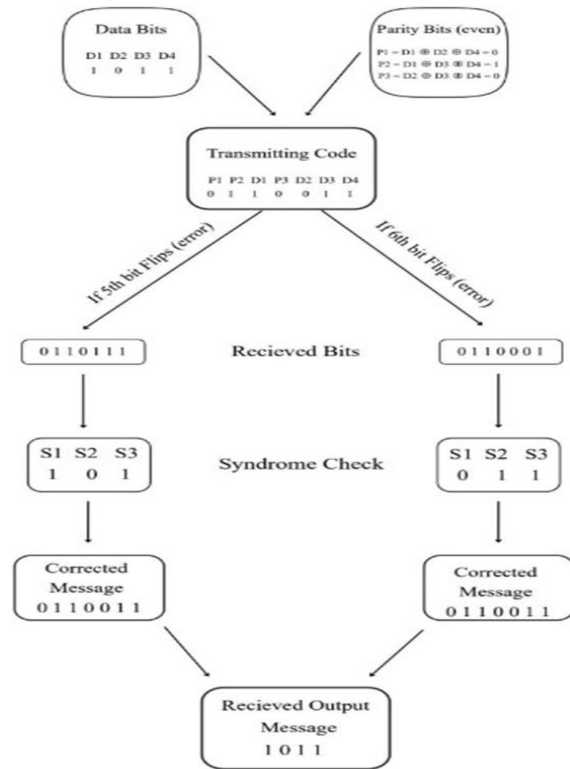 Data Bits
D1 D2 D3 D4
1 0 1 1
Parity Bits (even)
P1 = D1 ⊕ D2 ⊕ D4 = 0
P2 = D1 ⊕ D3 ⊕ D4 = 1
P3 = D2 ⊕ D3 ⊕ D4 = 0
Transmitting Code
P1 P2 D1 P3 D2 D3 D4
0 1 1 0 0 1 1
If 5th bit Flips (error)
If 6th bit Flips (error)
0 1 1 0 1 1 1
Recieved Bits
0 1 1 0 0 0 1
S1 S2 S3
1 0 1
Syndrome Check
S1 S2 S3
0 1 1
Corrected
Message
0 1 1 0 0 1 1
Corrected
Message
0 1 1 0 0 1 1
Recieved Output
Message
1 0 1 1